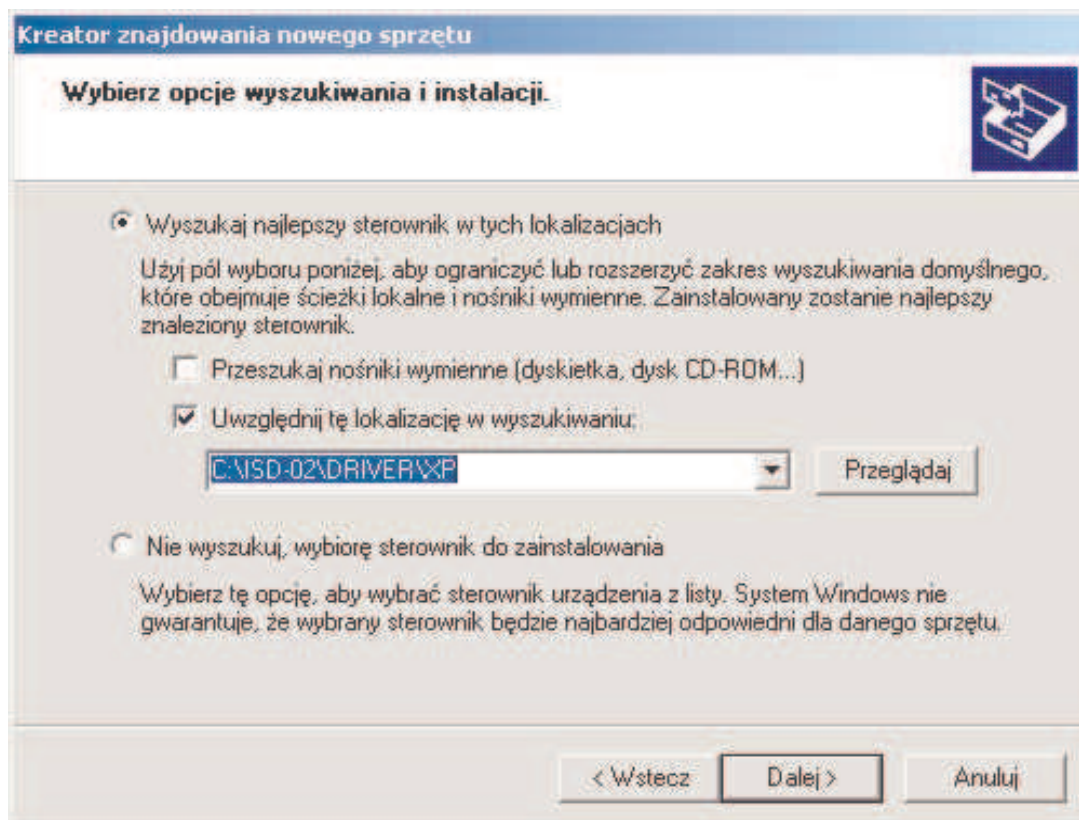 Kreator znajdowania nowego sprzętu
Wybierz opcje wyszukiwania i instalacji.
Wyszukaj najlepszy sterownik w tych lokalizacjach
Użyj pól wyboru poniżej, aby ograniczyć lub rozszerzyć zakres wyszukiwania domyślnego,
które obejmuje ścieżki lokalne i nośniki wymienne. Zainstalowany zostanie najlepszy
znaleziony sterownik.
Przeszukaj nośniki wymienne (dyskietka, dysk CD-ROM...)
Uwzględnij tę lokalizację w wyszukiwaniu:
C:\ISD-02\DRIVER\XP
Przeglądaj
Nie wyszukuj, wybiorę sterownik do zainstalowania
Wybierz tę opcję, aby wybrać sterownik urządzenia z listy. System Windows nie
gwarantuje, że wybrany sterownik będzie najbardziej odpowiedni dla danego sprzętu.
< Wstecz
Dalej >
Anuluj